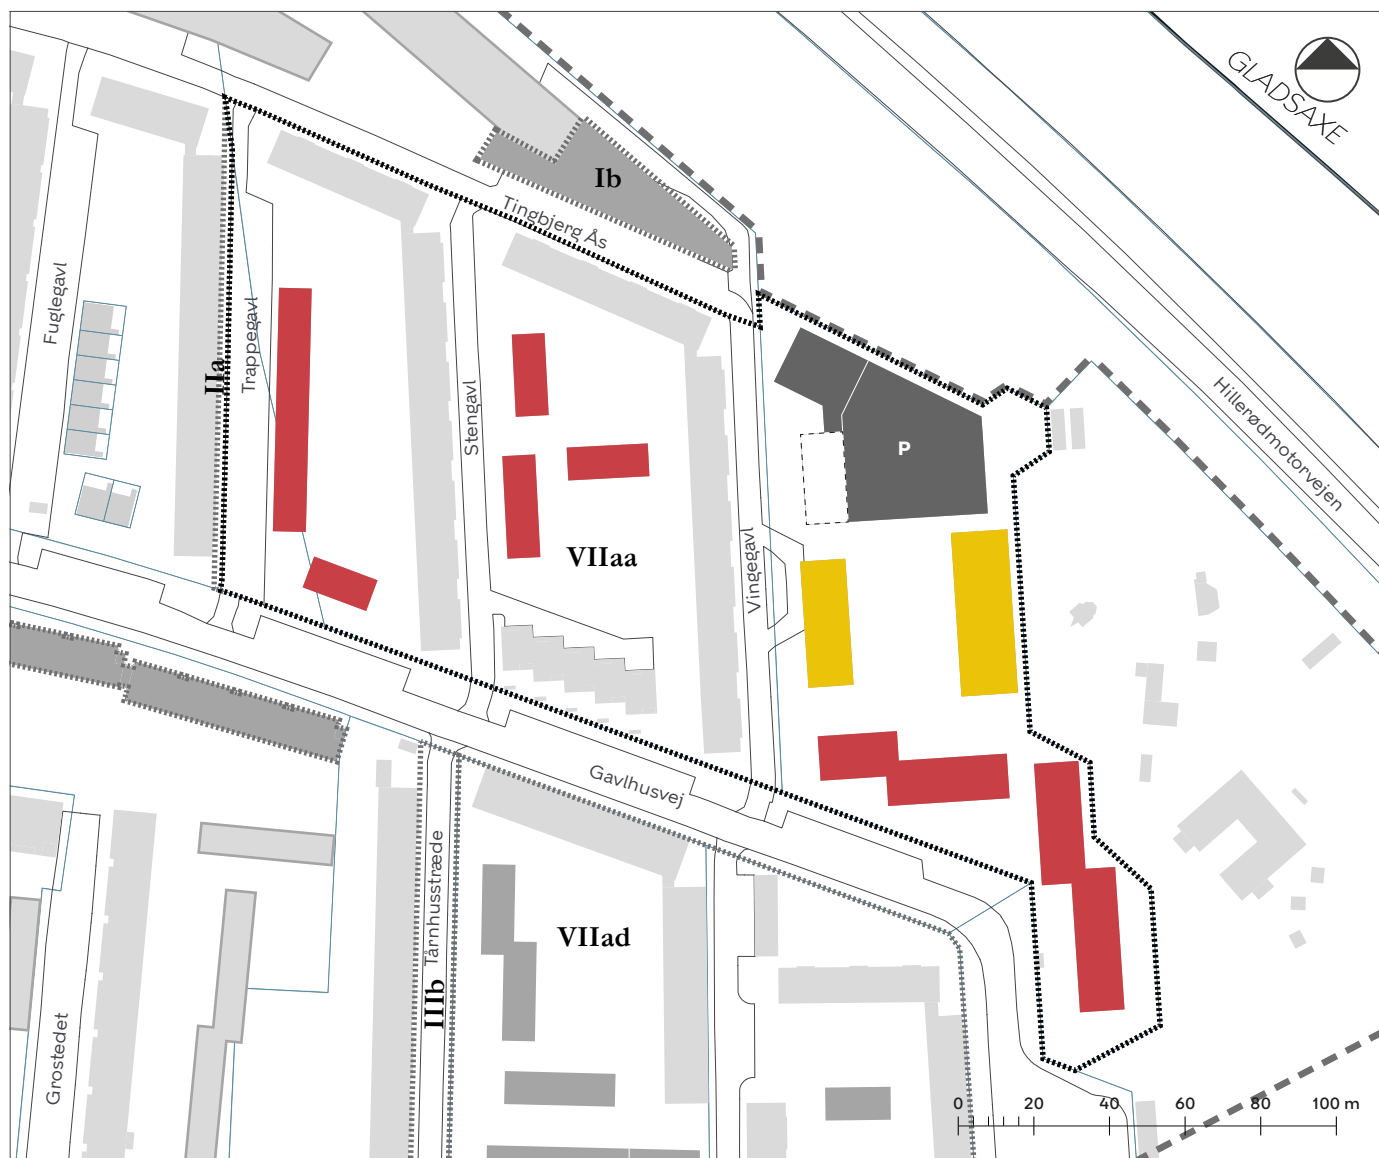 GLADSAXE
Ib
Tingbjerg Ås
Fuglegavl
Trappegavl
IIa
Stengavl
Hillerødmotorvejen
P
VIIaa
Vingegavl
Gavlhusvej
Tårnhusstræde
VIIad
IIIb
Grostedet
0 20 40 60 80 100 m